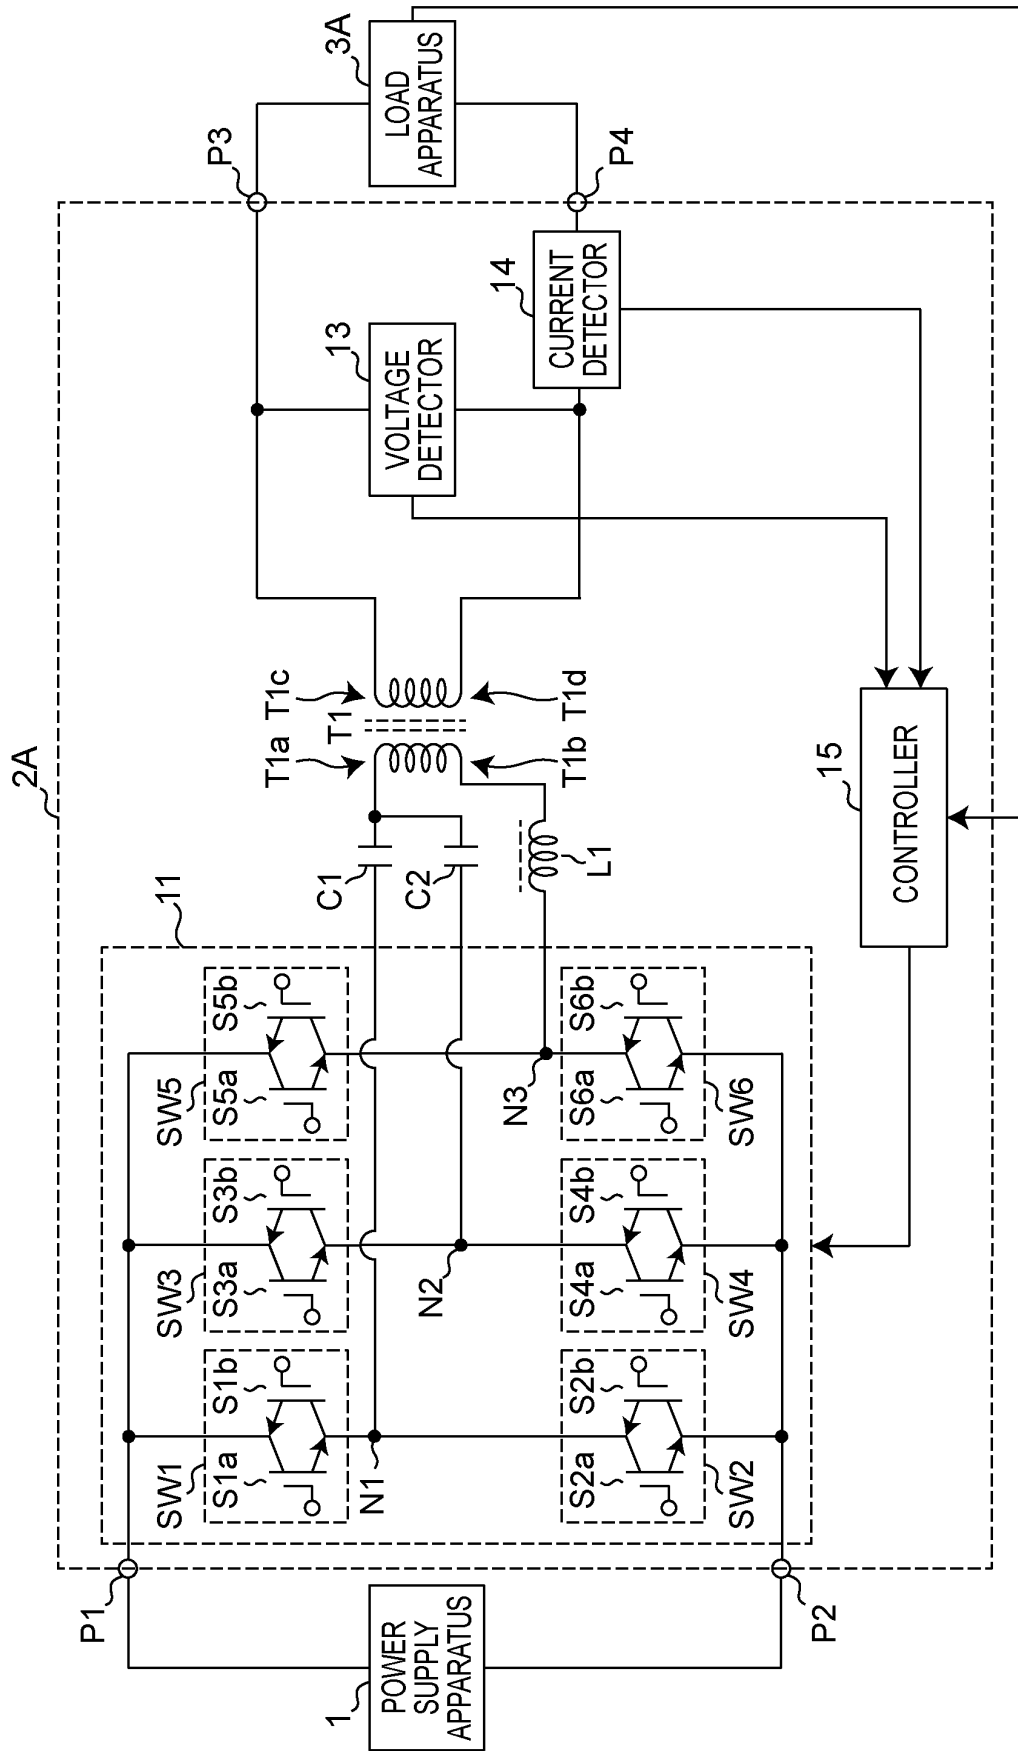 2A
11
P1
P2
P3
P4
1
POWER
SUPPLY
APPARATUS
SW1
S1a
S1b
SW3
S3a
S3b
SW5
S5a
S5b
N1
N2
N3
S2a
S2b
SW2
S4a
S4b
SW4
S6a
S6b
SW6
C1
C2
L1
T1a
T1
T1c
T1b
T1d
13
VOLTAGE
DETECTOR
14
CURRENT
DETECTOR
3A
LOAD
APPARATUS
15
CONTROLLER